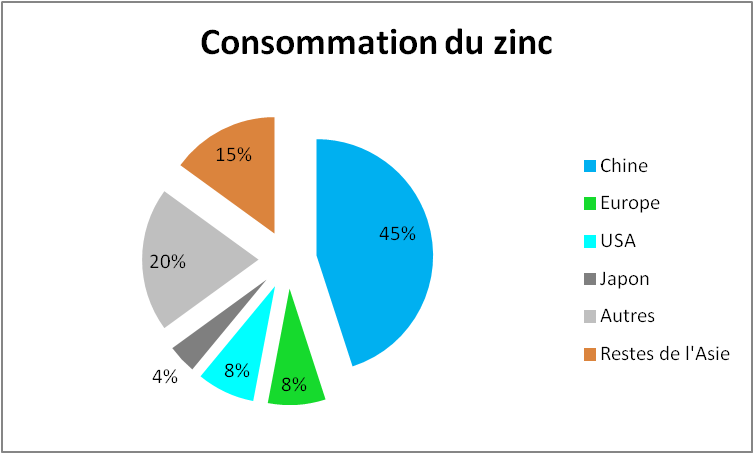 Consommation du zinc
15%
45%
20%
4%
8%
8%
Chine
Europe
USA
Japon
Autres
Restes de l'Asie